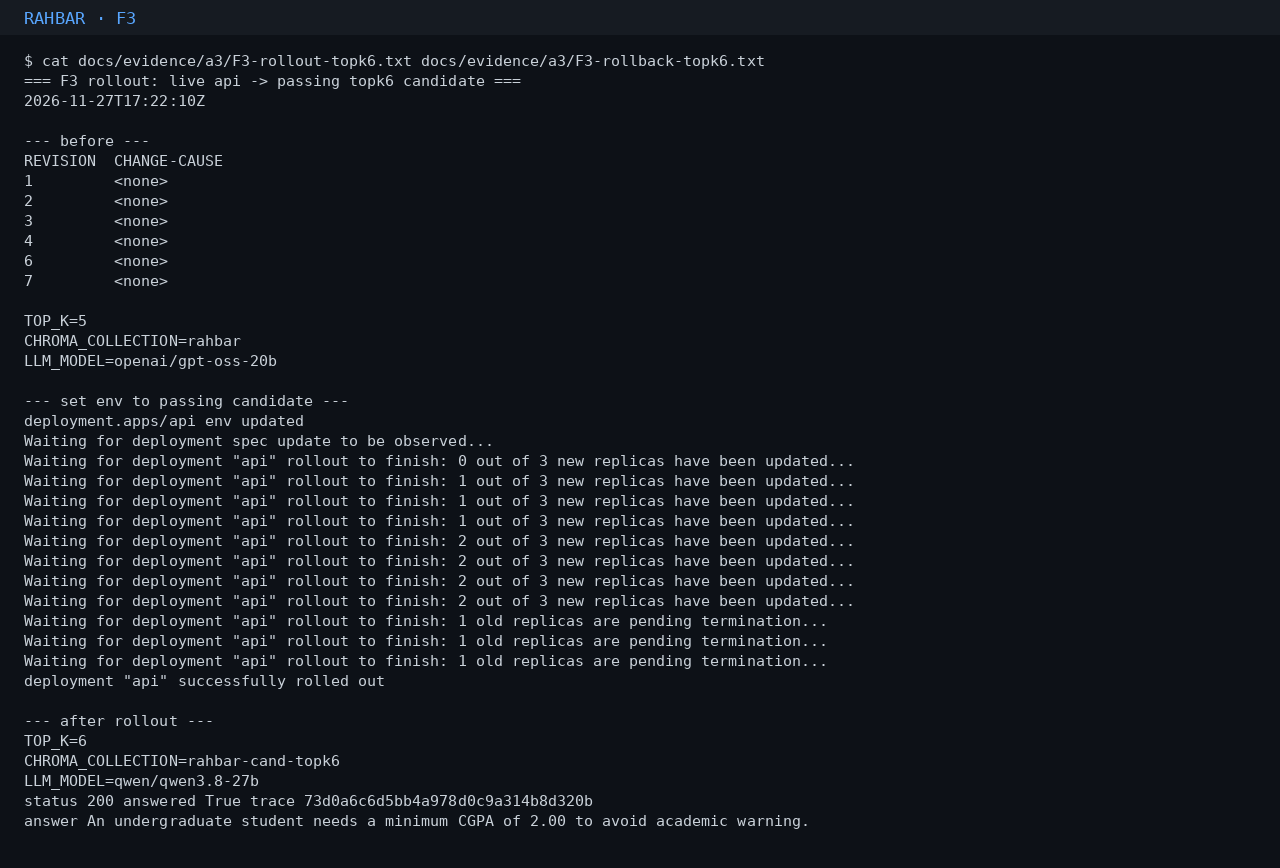 RAHBAR · F3
$ cat docs/evidence/a3/F3-rollout-topk6.txt docs/evidence/a3/F3-rollback-topk6.txt
=== F3 rollout: live api -> passing topk6 candidate ===
2026-11-27T17:22:10Z
--- before ---
REVISION  CHANGE-CAUSE
1         <none>
2         <none>
3         <none>
4         <none>
6         <none>
7         <none>
TOP_K=5
CHROMA_COLLECTION=rahbar
LLM_MODEL=openai/gpt-oss-20b
--- set env to passing candidate ---
deployment.apps/api env updated
Waiting for deployment spec update to be observed...
Waiting for deployment "api" rollout to finish: 0 out of 3 new replicas have been updated...
Waiting for deployment "api" rollout to finish: 1 out of 3 new replicas have been updated...
Waiting for deployment "api" rollout to finish: 1 out of 3 new replicas have been updated...
Waiting for deployment "api" rollout to finish: 1 out of 3 new replicas have been updated...
Waiting for deployment "api" rollout to finish: 2 out of 3 new replicas have been updated...
Waiting for deployment "api" rollout to finish: 2 out of 3 new replicas have been updated...
Waiting for deployment "api" rollout to finish: 2 out of 3 new replicas have been updated...
Waiting for deployment "api" rollout to finish: 2 out of 3 new replicas have been updated...
Waiting for deployment "api" rollout to finish: 1 old replicas are pending termination...
Waiting for deployment "api" rollout to finish: 1 old replicas are pending termination...
Waiting for deployment "api" rollout to finish: 1 old replicas are pending termination...
deployment "api" successfully rolled out
--- after rollout ---
TOP_K=6
CHROMA_COLLECTION=rahbar-cand-topk6
LLM_MODEL=qwen/qwen3.8-27b
status 200 answered True trace 73d0a6c6d5bb4a978d0c9a314b8d320b
answer An undergraduate student needs a minimum CGPA of 2.00 to avoid academic warning.